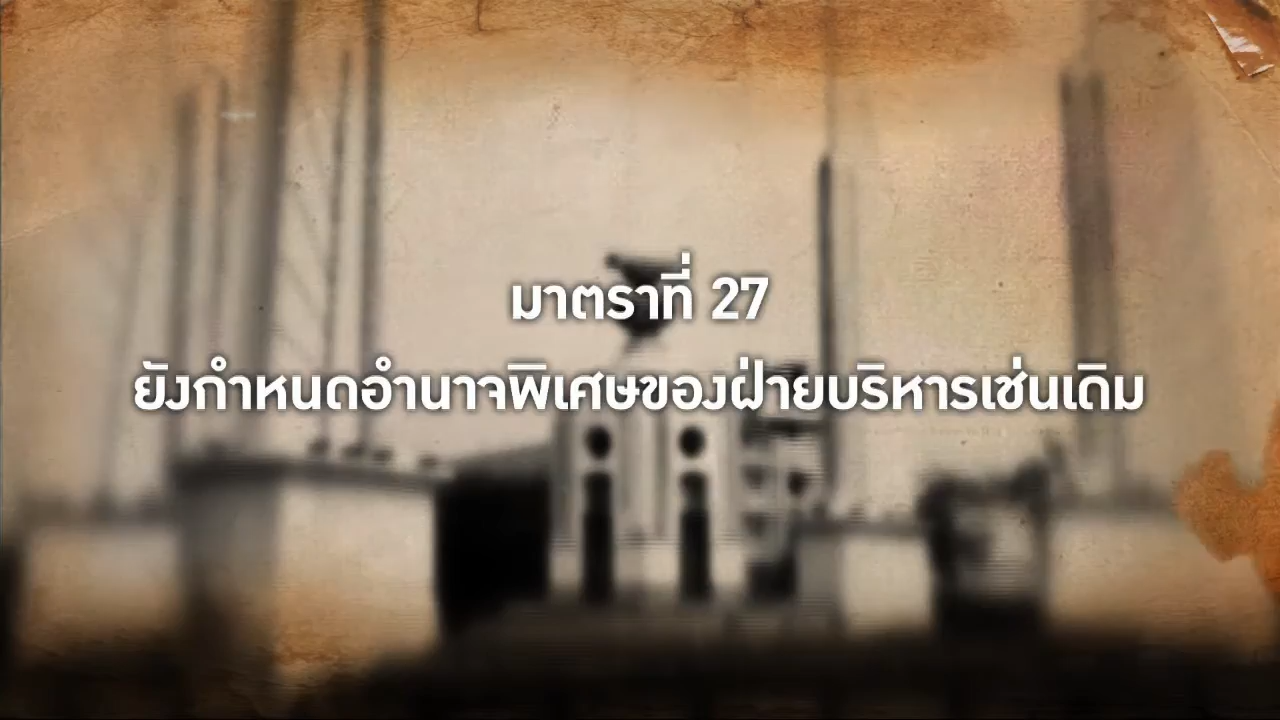 มาตราที่ 27
ยังกำหนดอำนาจพิเศษของฝ่ายบริหารเช่นเดิม